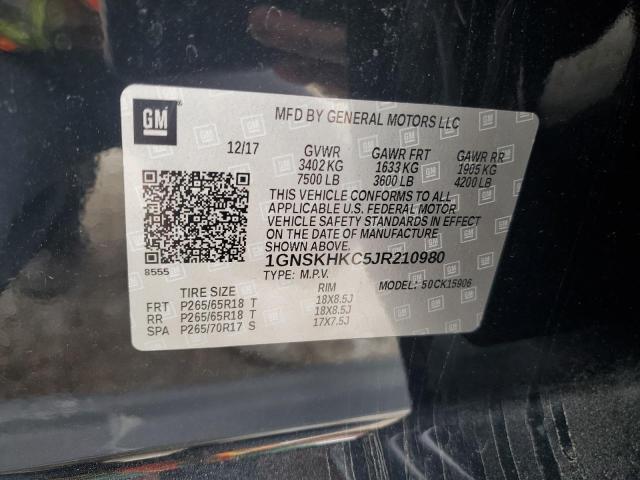 GM
MFD BY GENERAL MOTORS LLC
12/17 GVWR GAWR FRT GAWR RR
3402 KG 1633 KG 1905 KG
7500 LB 3600 LB 4200 LB
THIS VEHICLE CONFORMS TO ALL
APPLICABLE U.S. FEDERAL MOTOR
VEHICLE SAFETY STANDARDS IN EFFECT
ON THE DATE OF MANUFACTURE
SHOWN ABOVE.
8555
1GNSKHKC5JR210980
TYPE: M.P.V. MODEL: 50CK15906
TIRE SIZE RIM
FRT P265/65R18 T 18X8.5J
RR P265/65R18 T 18X8.5J
SPA P265/70R17 S 17X7.5J